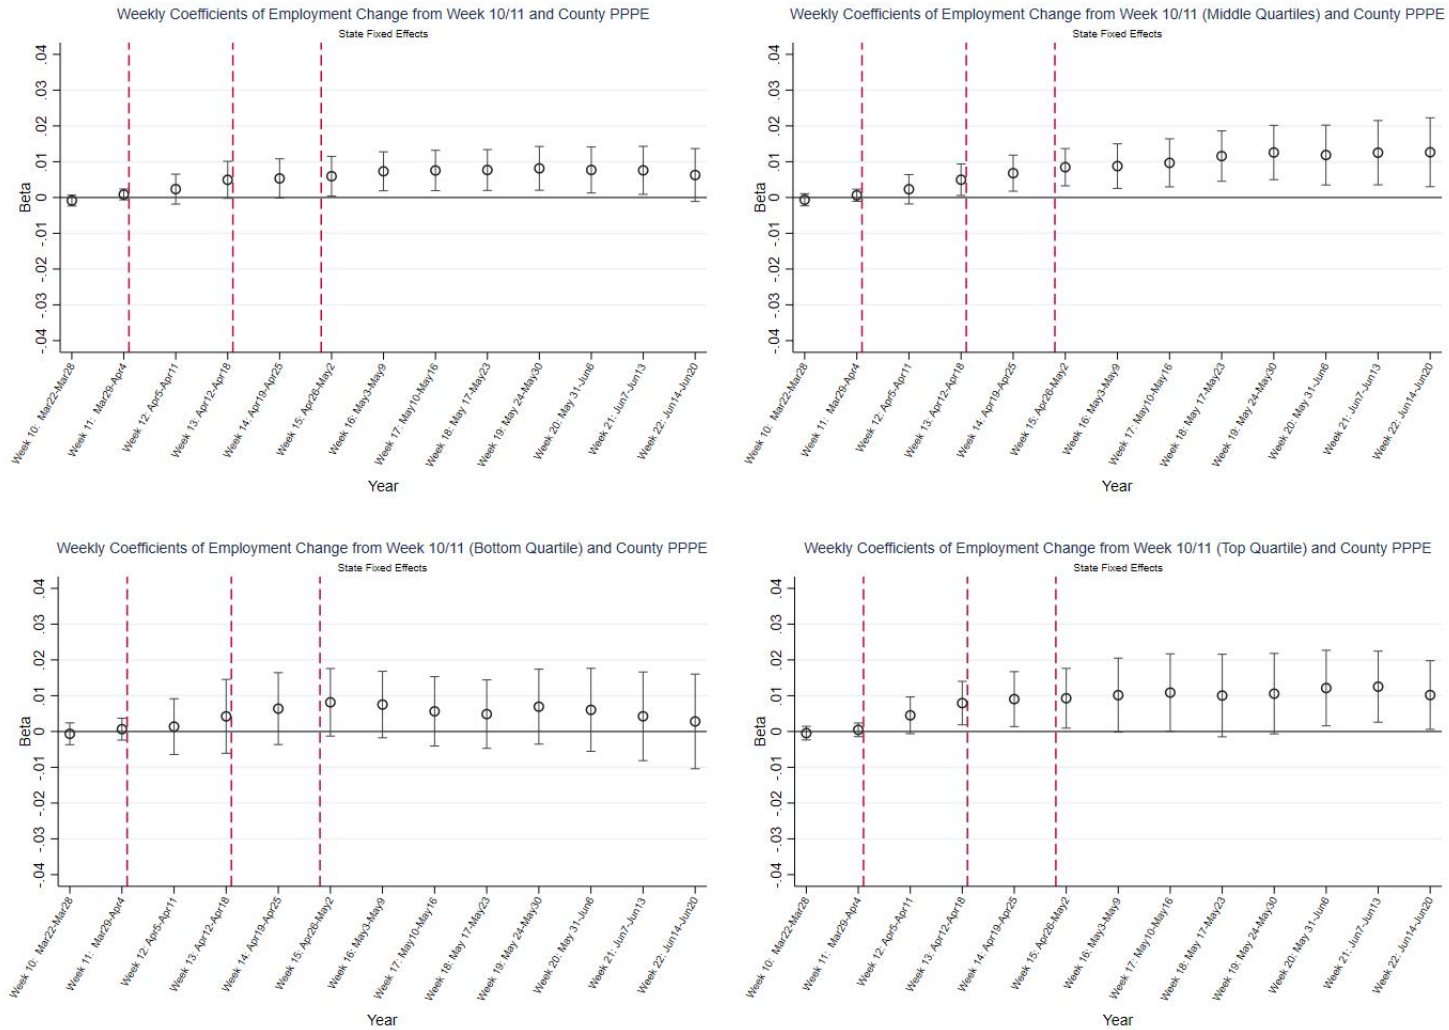 Weekly Coefficients of Employment Change from Week 10/11 and County PPPE
State Fixed Effects
.04
.03
.02
.01
0
-.01
-.02
-.03
-.04
Beta
Week 10: Mar22-Mar28
Week 11: Mar29-Apr4
Week 12: Apr5-Apr11
Week 13: Apr12-Apr18
Week 14: Apr19-Apr25
Week 15: Apr26-May2
Week 16: May3-May9
Week 17: May10-May16
Week 18: May 17-May23
Week 19: May 24-May30
Week 20: May 31-Jun6
Week 21: Jun7-Jun13
Week 22: Jun14-Jun20
Year
Weekly Coefficients of Employment Change from Week 10/11 (Middle Quartiles) and County PPPE
State Fixed Effects
.04
.03
.02
.01
0
-.01
-.02
-.03
-.04
Beta
Week 10: Mar22-Mar28
Week 11: Mar29-Apr4
Week 12: Apr5-Apr11
Week 13: Apr12-Apr18
Week 14: Apr19-Apr25
Week 15: Apr26-May2
Week 16: May3-May9
Week 17: May10-May16
Week 18: May 17-May23
Week 19: May 24-May30
Week 20: May 31-Jun6
Week 21: Jun7-Jun13
Week 22: Jun14-Jun20
Year
Weekly Coefficients of Employment Change from Week 10/11 (Bottom Quartile) and County PPPE
State Fixed Effects
.04
.03
.02
.01
0
-.01
-.02
-.03
-.04
Beta
Week 10: Mar22-Mar28
Week 11: Mar29-Apr4
Week 12: Apr5-Apr11
Week 13: Apr12-Apr18
Week 14: Apr19-Apr25
Week 15: Apr26-May2
Week 16: May3-May9
Week 17: May10-May16
Week 18: May 17-May23
Week 19: May 24-May30
Week 20: May 31-Jun6
Week 21: Jun7-Jun13
Week 22: Jun14-Jun20
Year
Weekly Coefficients of Employment Change from Week 10/11 (Top Quartile) and County PPPE
State Fixed Effects
.04
.03
.02
.01
0
-.01
-.02
-.03
-.04
Beta
Week 10: Mar22-Mar28
Week 11: Mar29-Apr4
Week 12: Apr5-Apr11
Week 13: Apr12-Apr18
Week 14: Apr19-Apr25
Week 15: Apr26-May2
Week 16: May3-May9
Week 17: May10-May16
Week 18: May 17-May23
Week 19: May 24-May30
Week 20: May 31-Jun6
Week 21: Jun7-Jun13
Week 22: Jun14-Jun20
Year